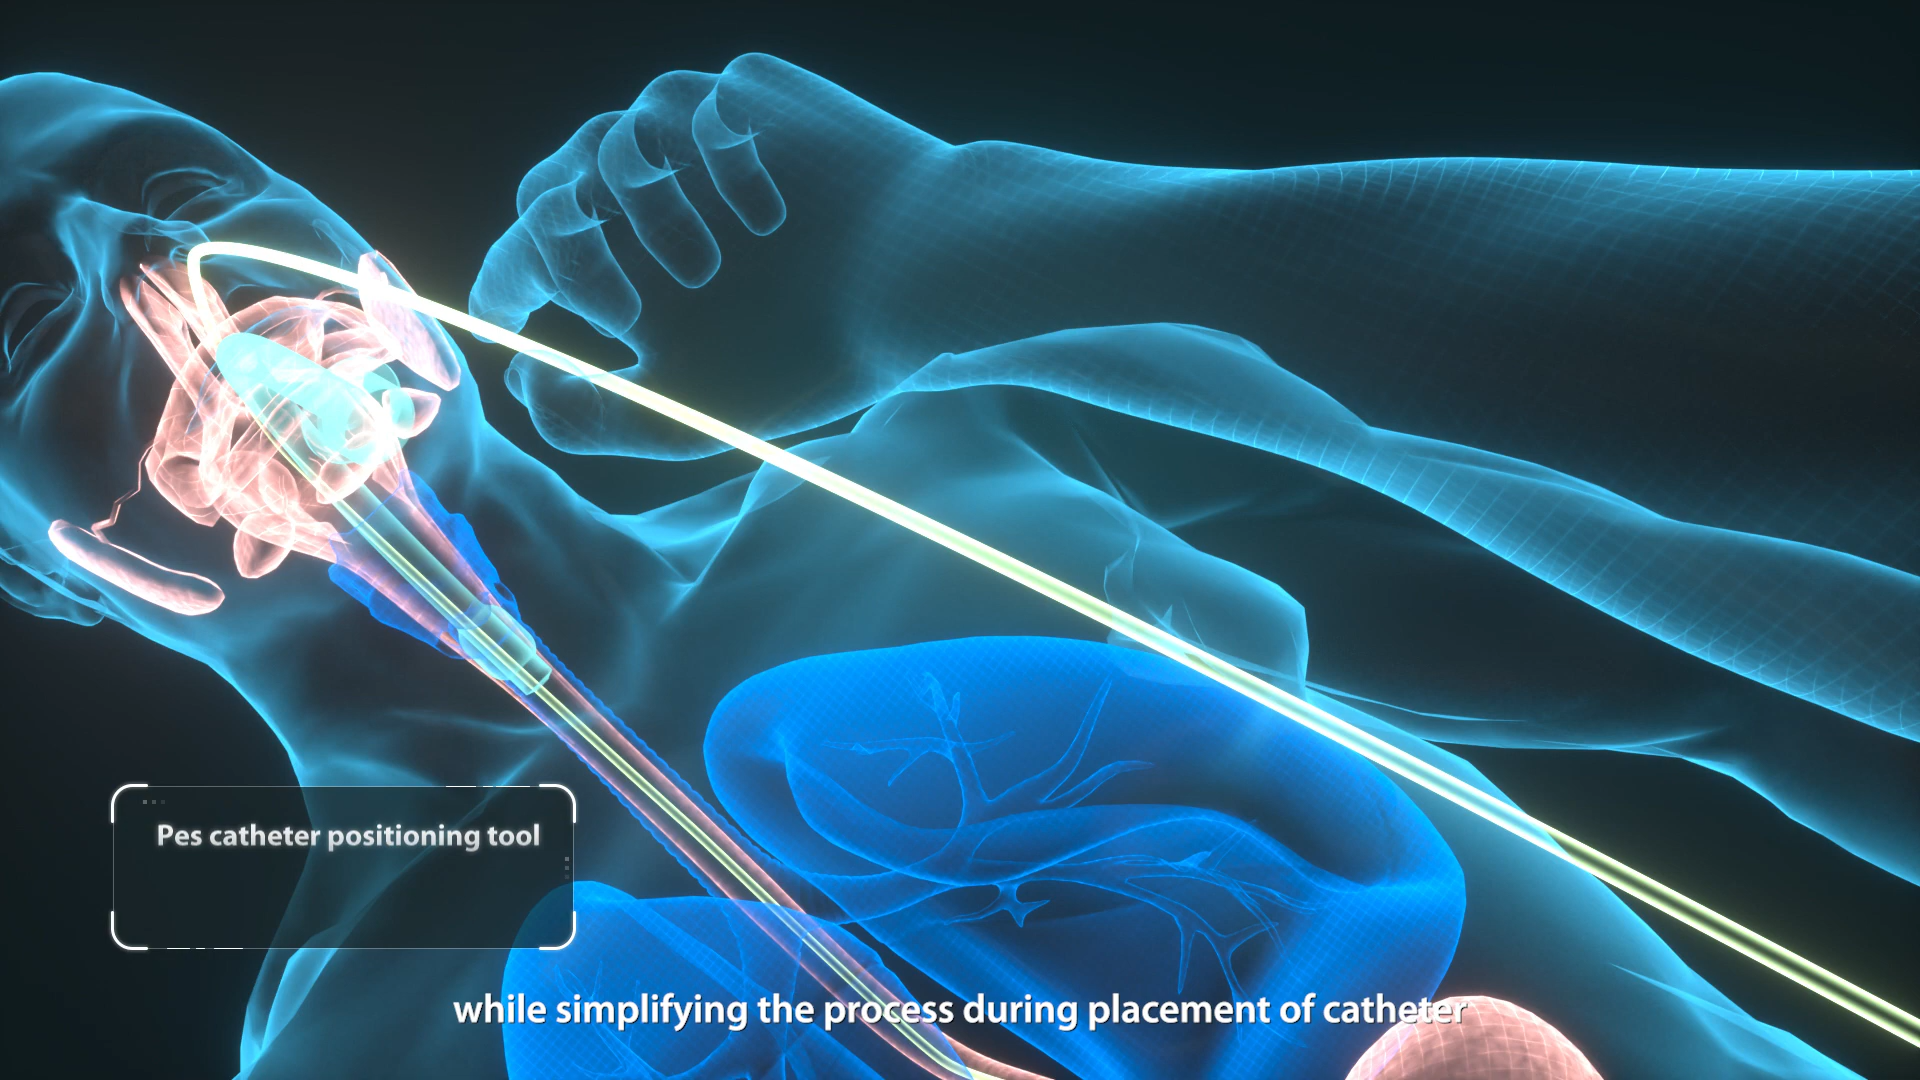 Pes catheter positioning tool
while simplifying the process during placement of catheter